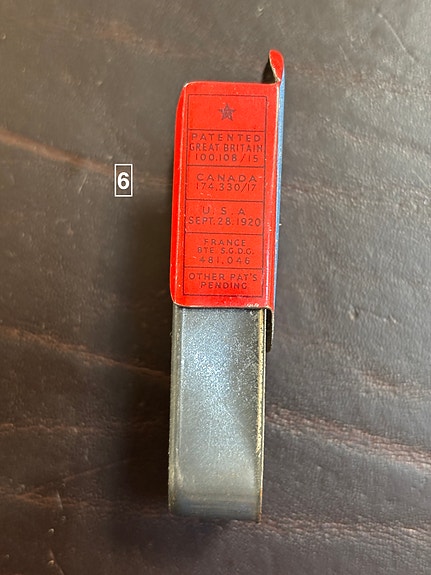 6
PATENTED
GREAT BRITAIN
100,108/15
CANADA
174,330/17
U.S.A
SEPT. 28. 1920
FRANCE
BTE. S.G.D.G.
481,046
OTHER PAT'S
PENDING